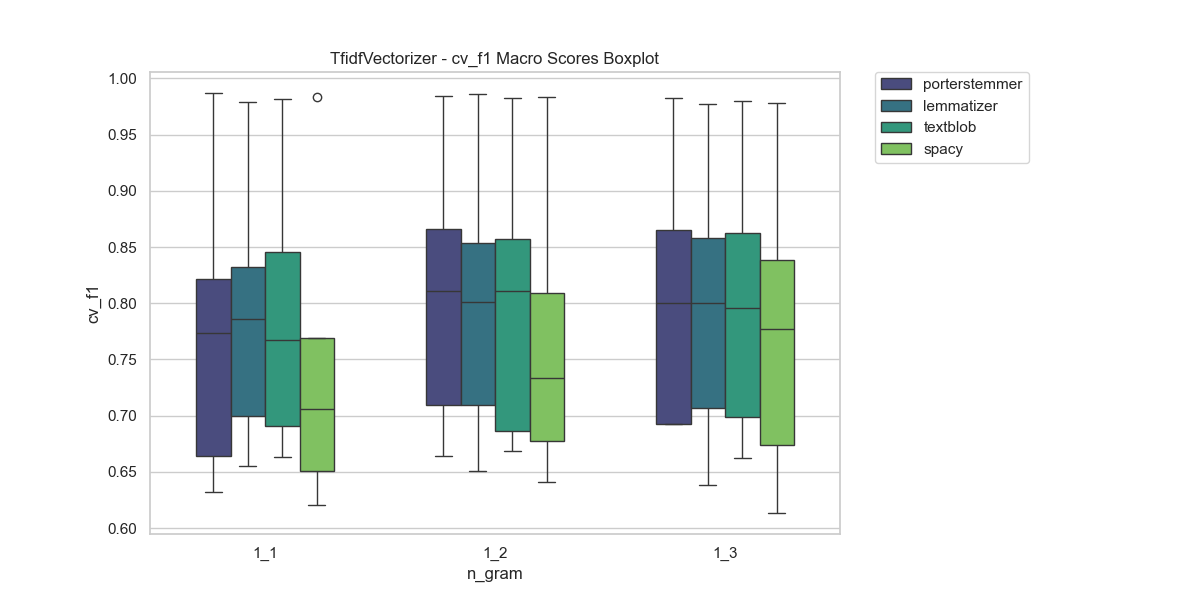 TfidfVectorizer - cv_f1 Macro Scores Boxplot
1.00
0.95
0.90
0.85
0.80
0.75
0.70
0.65
0.60
cv_f1
1_1
1_2
1_3
n_gram
porterstemmer
lemmatizer
textblob
spacy